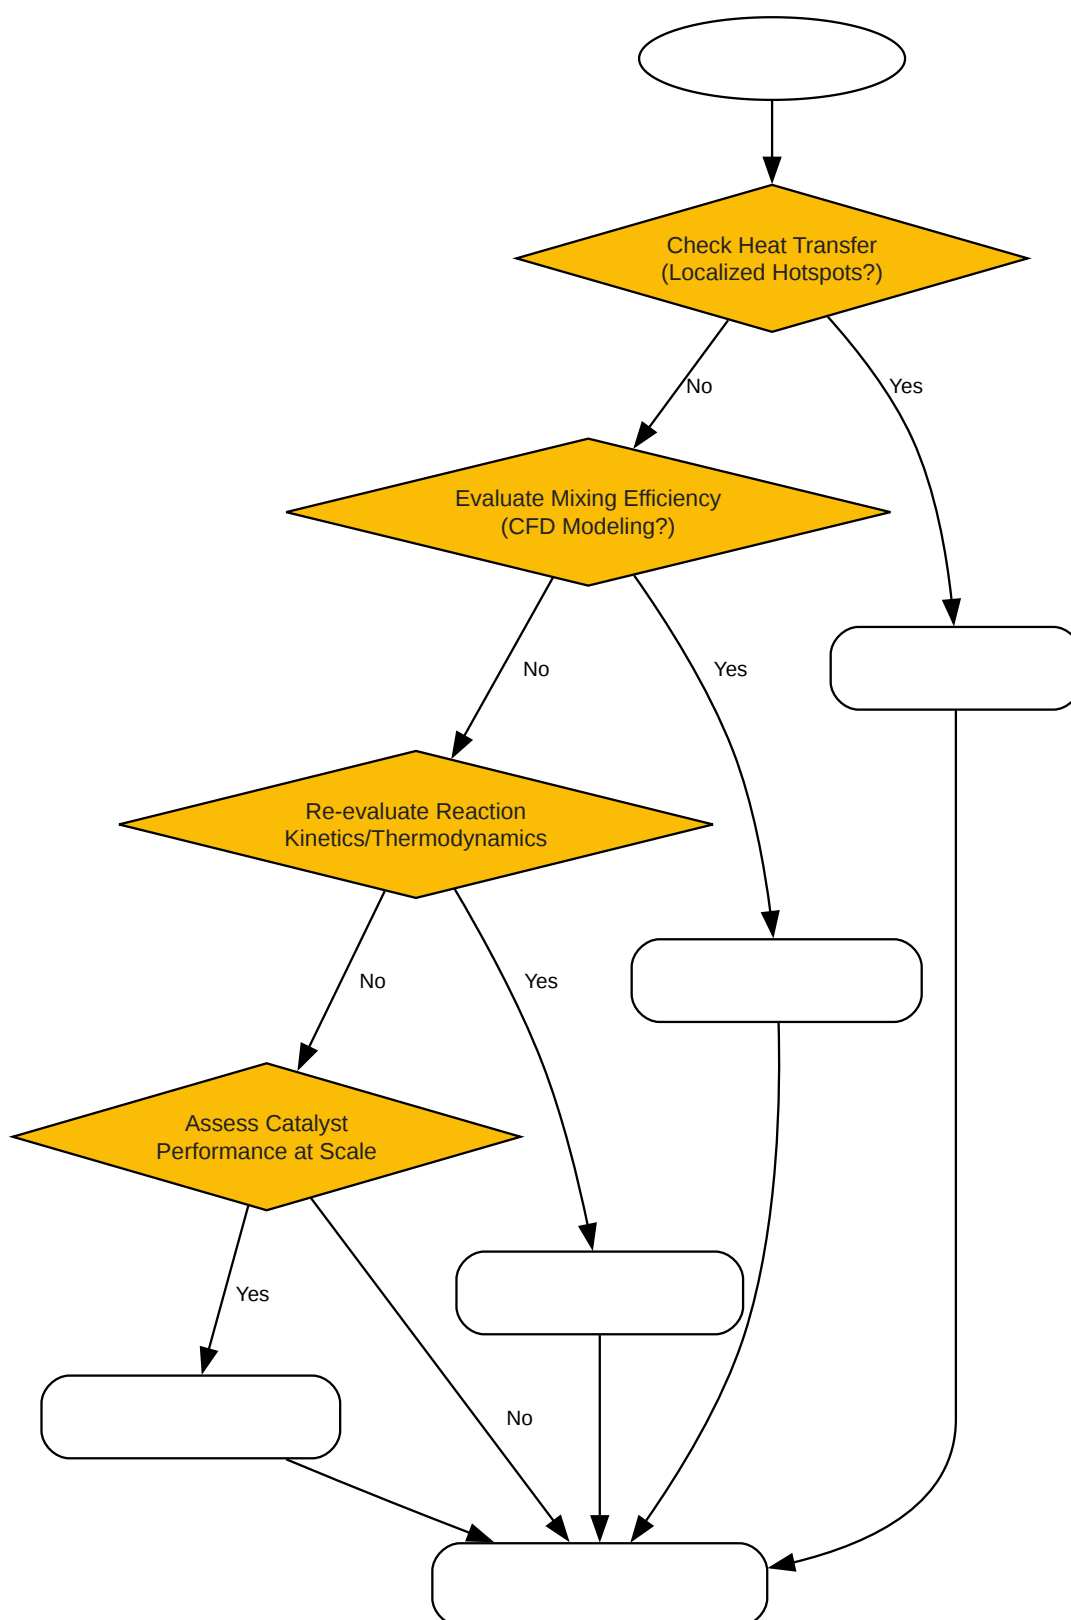 Check Heat Transfer
(Localized Hotspots?)
No
Yes
Evaluate Mixing Efficiency
(CFD Modeling?)
No
Yes
Re-evaluate Reaction
Kinetics/Thermodynamics
No
Yes
Assess Catalyst
Performance at Scale
Yes
No